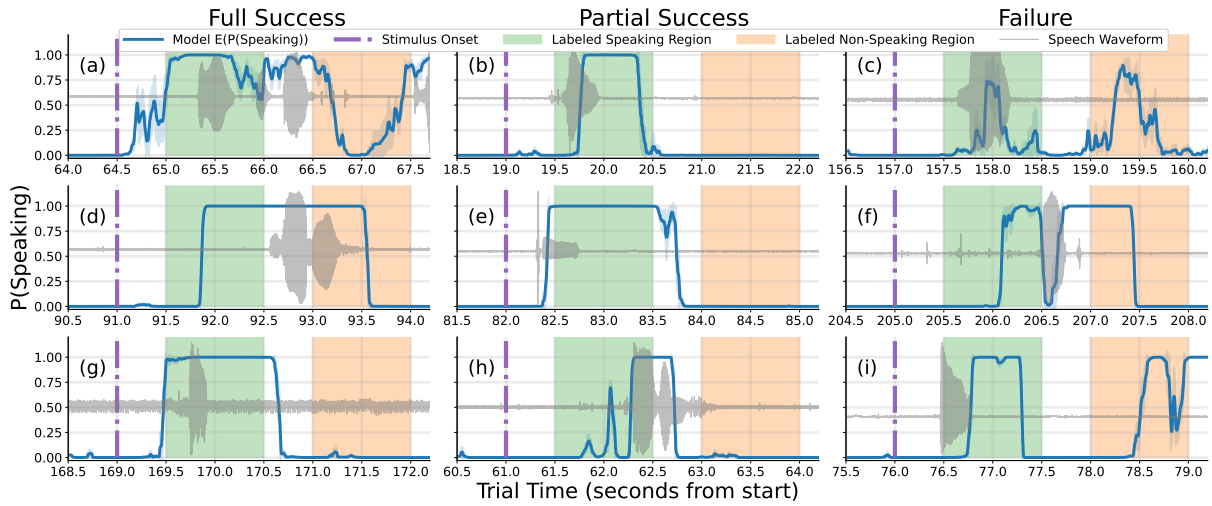 Full Success Partial Success Failure
Model E(P(Speaking)) Stimulus Onset Labeled Speaking Region Labeled Non-Speaking Region Speech Waveform
P(Speaking)
(a) (b) (c)
1.00
0.75
0.50
0.25
0.00
64.0 64.5 65.0 65.5 66.0 66.5 67.0 67.5 18.5 19.0 19.5 20.0 20.5 21.0 21.5 22.0 156.5 157.0 157.5 158.0 158.5 159.0 159.5 160.0
(d) (e) (f)
1.00
0.75
0.50
0.25
0.00
90.5 91.0 91.5 92.0 92.5 93.0 93.5 94.0 81.5 82.0 82.5 83.0 83.5 84.0 84.5 85.0 204.5 205.0 205.5 206.0 206.5 207.0 207.5 208.0
(g) (h) (i)
1.00
0.75
0.50
0.25
0.00
168.5 169.0 169.5 170.0 170.5 171.0 171.5 172.0 60.5 61.0 61.5 62.0 62.5 63.0 63.5 64.0 75.5 76.0 76.5 77.0 77.5 78.0 78.5 79.0
Trial Time (seconds from start)